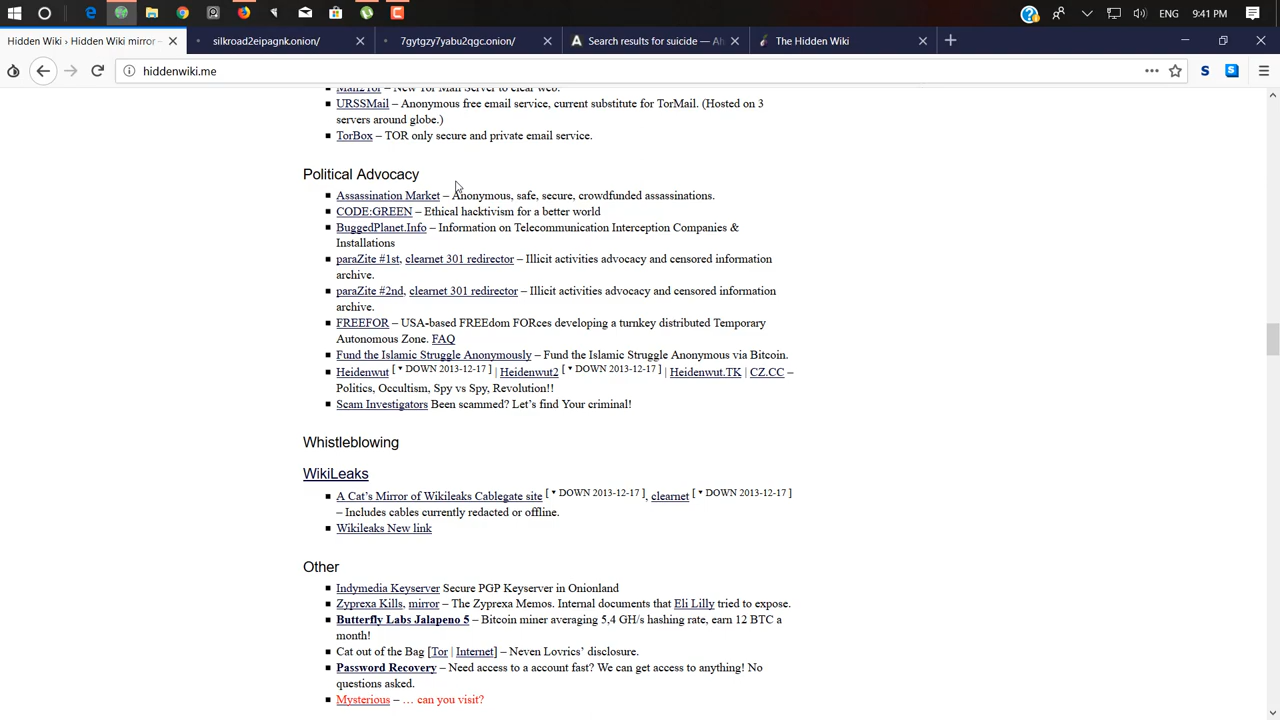 ENG 9:41 PM
Hidden Wiki › Hidden Wiki mirror –
silkroad2eipagnk.onion/
7gytgzy7yabu2qgc.onion/
Search results for suicide — Ah
The Hidden Wiki
hiddenwiki.me
Mail2Tor – New Tor Mail Server to clear web.
URSSMail – Anonymous free email service, current substitute for TorMail. (Hosted on 3
servers around globe.)
TorBox – TOR only secure and private email service.
Political Advocacy
Assassination Market – Anonymous, safe, secure, crowdfunded assassinations.
CODE:GREEN – Ethical hacktivism for a better world
BuggedPlanet.Info – Information on Telecommunication Interception Companies &
Installations
paraZite #1st, clearnet 301 redirector – Illicit activities advocacy and censored information
archive.
paraZite #2nd, clearnet 301 redirector – Illicit activities advocacy and censored information
archive.
FREEFOR – USA-based FREEdom FORces developing a turnkey distributed Temporary
Autonomous Zone. FAQ
Fund the Islamic Struggle Anonymously – Fund the Islamic Struggle Anonymous via Bitcoin.
Heidenwut [ ▼ DOWN 2013-12-17 ] | Heidenwut2 [ ▼ DOWN 2013-12-17 ] | Heidenwut.TK | CZ.CC –
Politics, Occultism, Spy vs Spy, Revolution!!
Scam Investigators Been scammed? Let’s find Your criminal!
Whistleblowing
WikiLeaks
A Cat’s Mirror of Wikileaks Cablegate site [ ▼ DOWN 2013-12-17 ], clearnet [ ▼ DOWN 2013-12-17 ]
– Includes cables currently redacted or offline.
Wikileaks New link
Other
Indymedia Keyserver Secure PGP Keyserver in Onionland
Zyprexa Kills, mirror – The Zyprexa Memos. Internal documents that Eli Lilly tried to expose.
Butterfly Labs Jalapeno 5 – Bitcoin miner averaging 5,4 GH/s hashing rate, earn 12 BTC a
month!
Cat out of the Bag [Tor | Internet] – Neven Lovrics’ disclosure.
Password Recovery – Need access to a account fast? We can get access to anything! No
questions asked.
Mysterious – … can you visit?